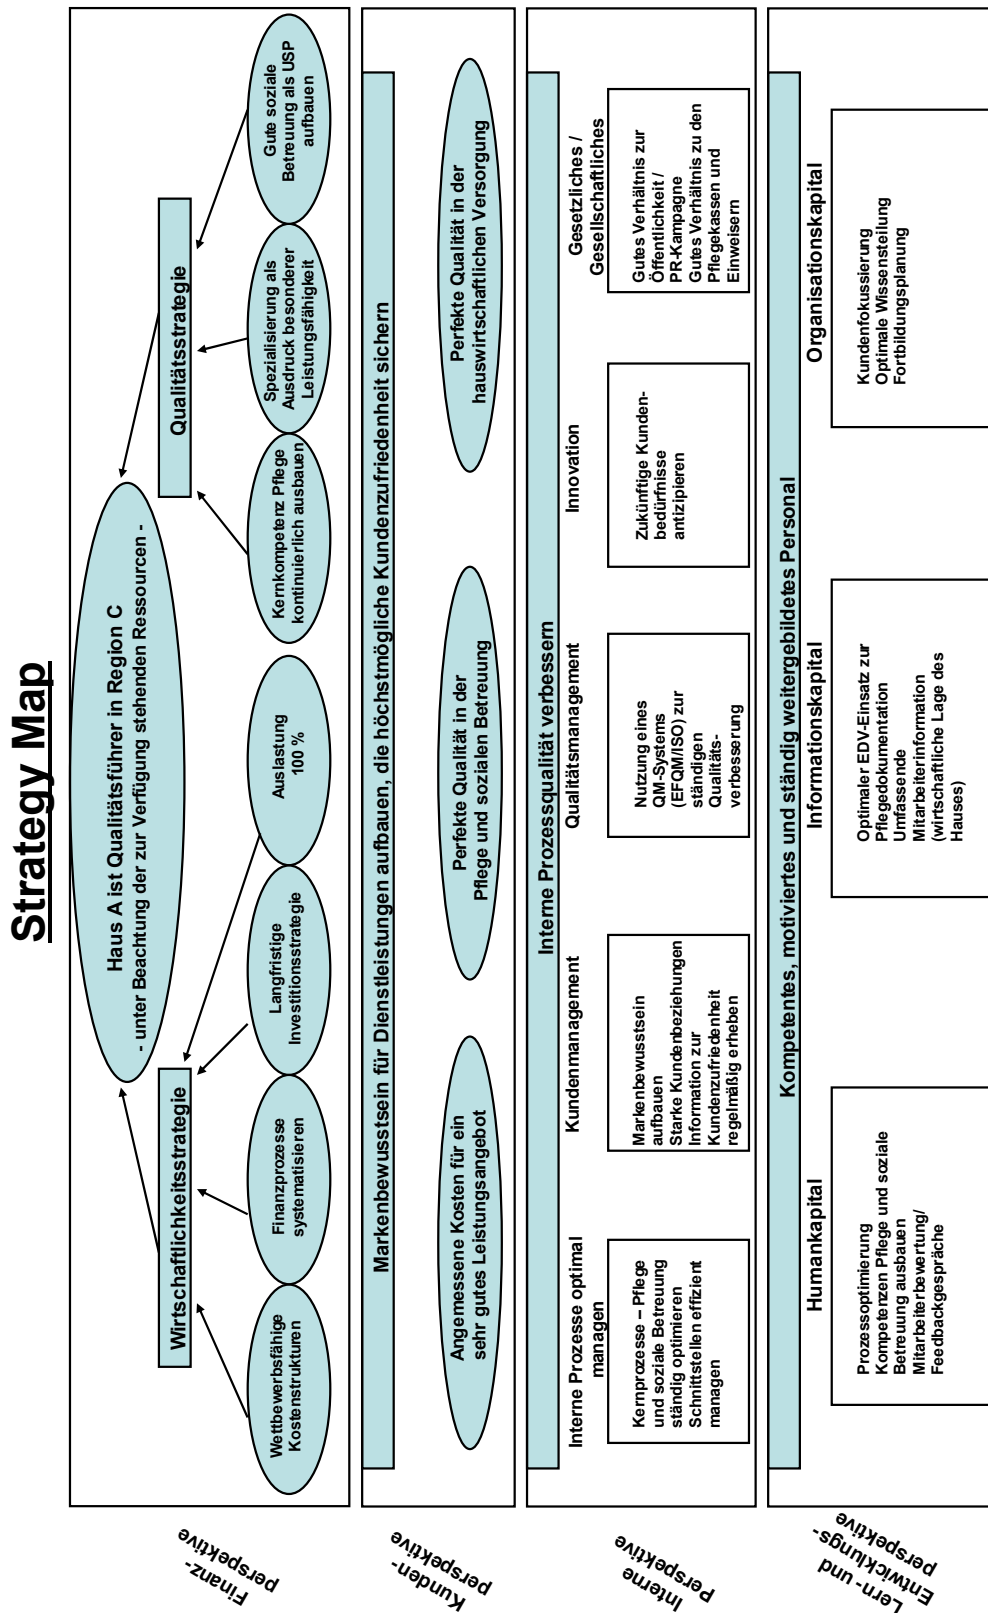 Strategy Map
Finanz-
perspektive
Haus A ist Qualitätsführer in Region C
- unter Beachtung der zur Verfügung stehenden Ressourcen -
Wirtschaftlichkeitsstrategie
Qualitätsstrategie
Wettbewerbsfähige
Kostenstrukturen
Finanzprozesse
systematisieren
Langfristige
Investitionsstrategie
Auslastung
100 %
Kernkompetenz Pflege
kontinuierlich ausbauen
Spezialisierung als
Ausdruck besonderer
Leistungsfähigkeit
Gute soziale
Betreuung als USP
aufbauen
Kunden-
perspektive
Markenbewusstsein für Dienstleistungen aufbauen, die höchstmögliche Kundenzufriedenheit sichern
Angemessene Kosten für ein
sehr gutes Leistungsangebot
Perfekte Qualität in der
Pflege und sozialen Betreuung
Perfekte Qualität in der
hauswirtschaftlichen Versorgung
Interne
Perspektive
Interne Prozessqualität verbessern
Interne Prozesse optimal
managen
Kernprozesse – Pflege
und soziale Betreuung
ständig optimieren
Schnittstellen effizient
managen
Kundenmanagement
Markenbewusstsein
aufbauen
Starke Kundenbeziehungen
Information zur
Kundenzufriedenheit
regelmäßig erheben
Qualitätsmanagement
Nutzung eines
QM-Systems
(EFQM/ISO) zur
ständigen
Qualitäts-
verbesserung
Innovation
Zukünftige Kunden-
bedürfnisse
antizipieren
Gesetzliches /
Gesellschaftliches
Gutes Verhältnis zur
Öffentlichkeit /
PR-Kampagne
Gutes Verhältnis zu den
Pflegekassen und
Einweisern
Lern- und
Entwicklungs-
perspektive
Kompetentes, motiviertes und ständig weitergebildetes Personal
Humankapital
Prozessoptimierung
Kompetenzen Pflege und soziale
Betreuung ausbauen
Mitarbeiterbewertung/
Feedbackgespräche
Informationskapital
Optimaler EDV-Einsatz zur
Pflegedokumentation
Umfassende
Mitarbeiterinformation
(wirtschaftliche Lage des
Hauses)
Organisationskapital
Kundenfokussierung
Optimale Wissensteilung
Fortbildungsplanung